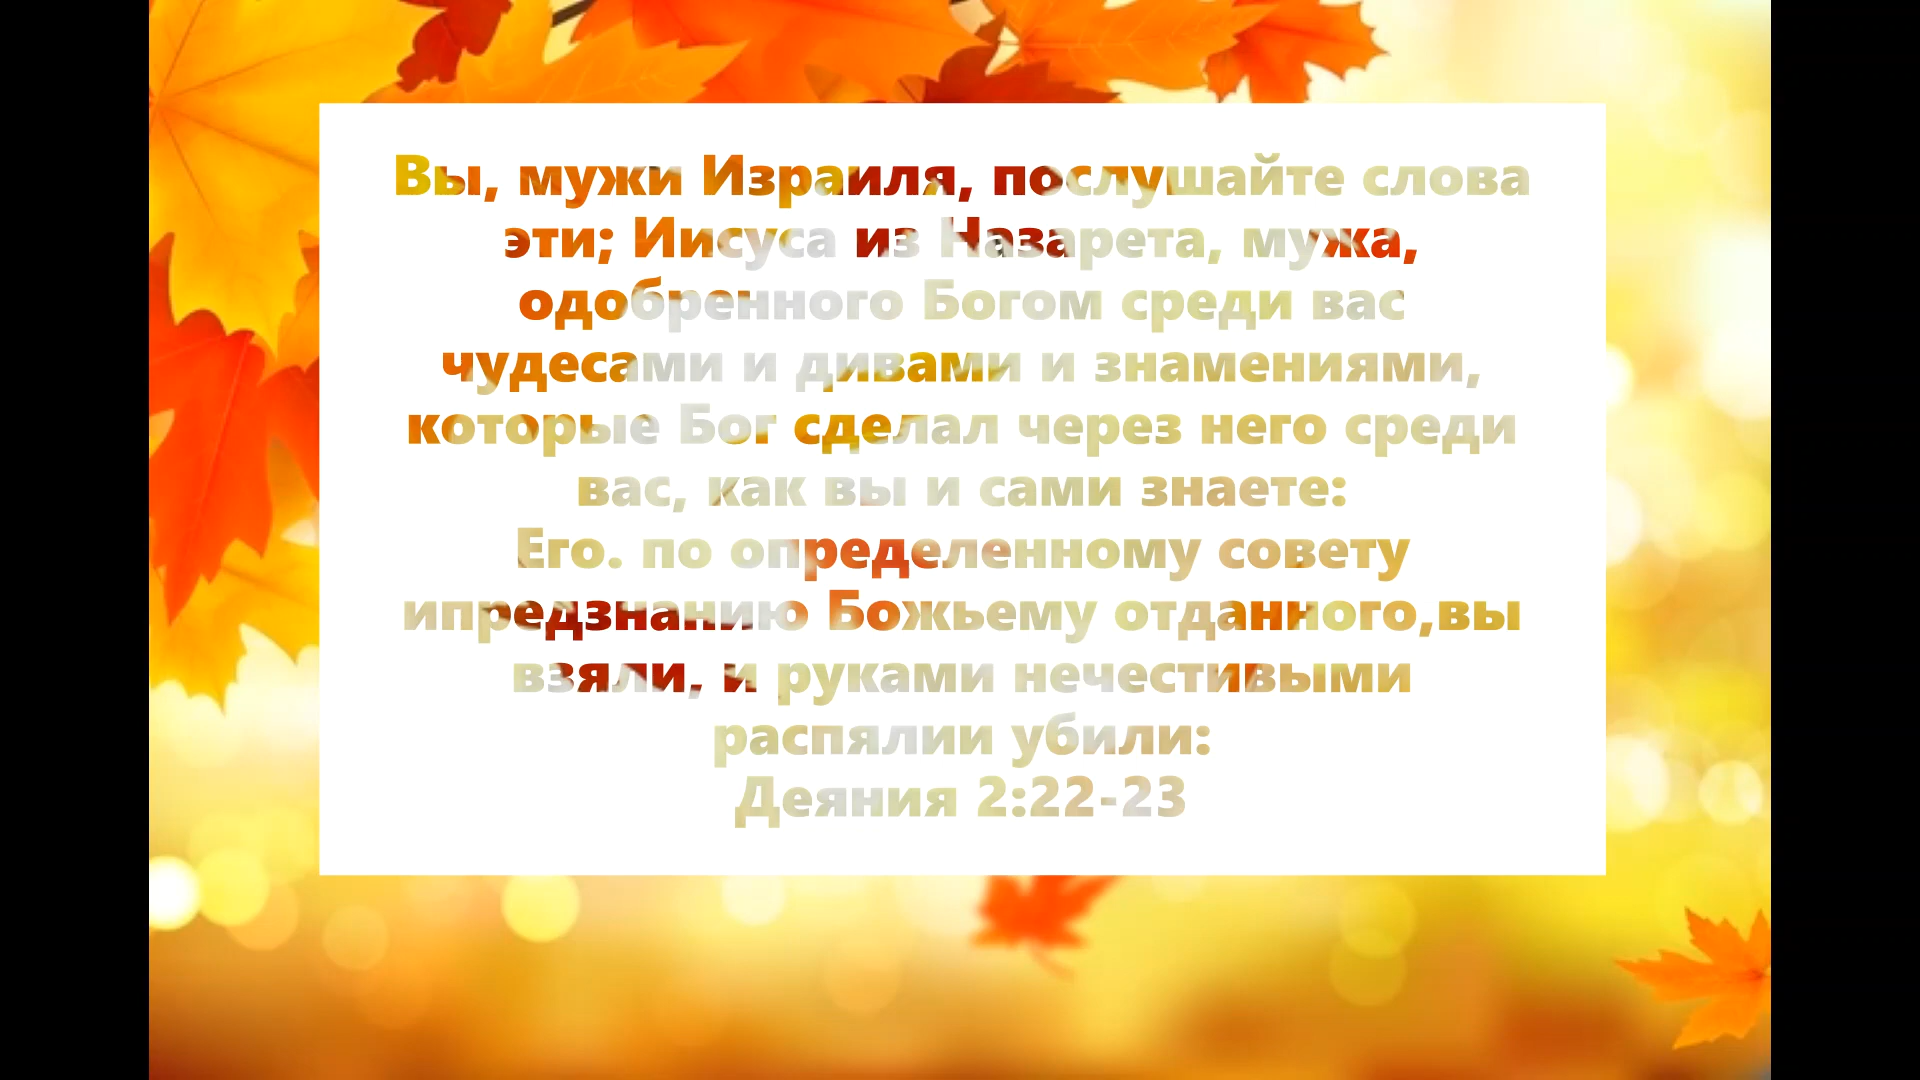 Вы, мужи Израиля, послушайте слова
эти; Иисуса из Назарета, мужа,
одобренного Богом среди вас
чудесами и дивами и знамениями,
которые Бог сделал через него среди
вас, как вы и сами знаете:
Его. по определенному совету
ипредзнанию Божьему отданного,вы
взяли, и руками нечестивыми
распялии убили:
Деяния 2:22-23